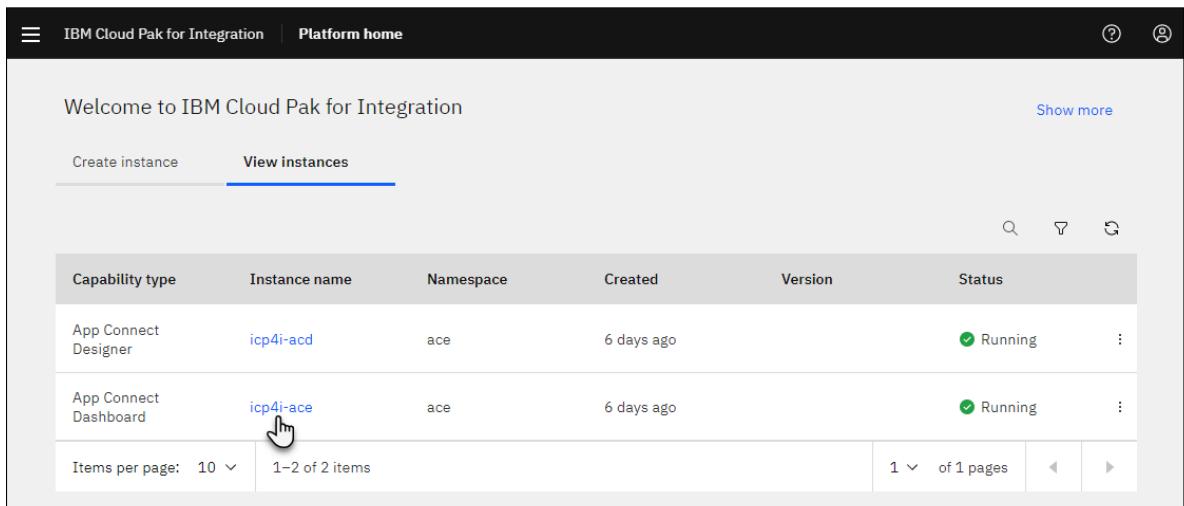 IBM Cloud Pak for Integration Platform home
Welcome to IBM Cloud Pak for Integration
Show more
Create instance View instances
Capability type Instance name Namespace Created Version Status
App Connect
Designer
icp4i-acd ace 6 days ago Running
App Connect
Dashboard
icp4i-ace ace 6 days ago Running
Items per page: 10 1–2 of 2 items 1 of 1 pages